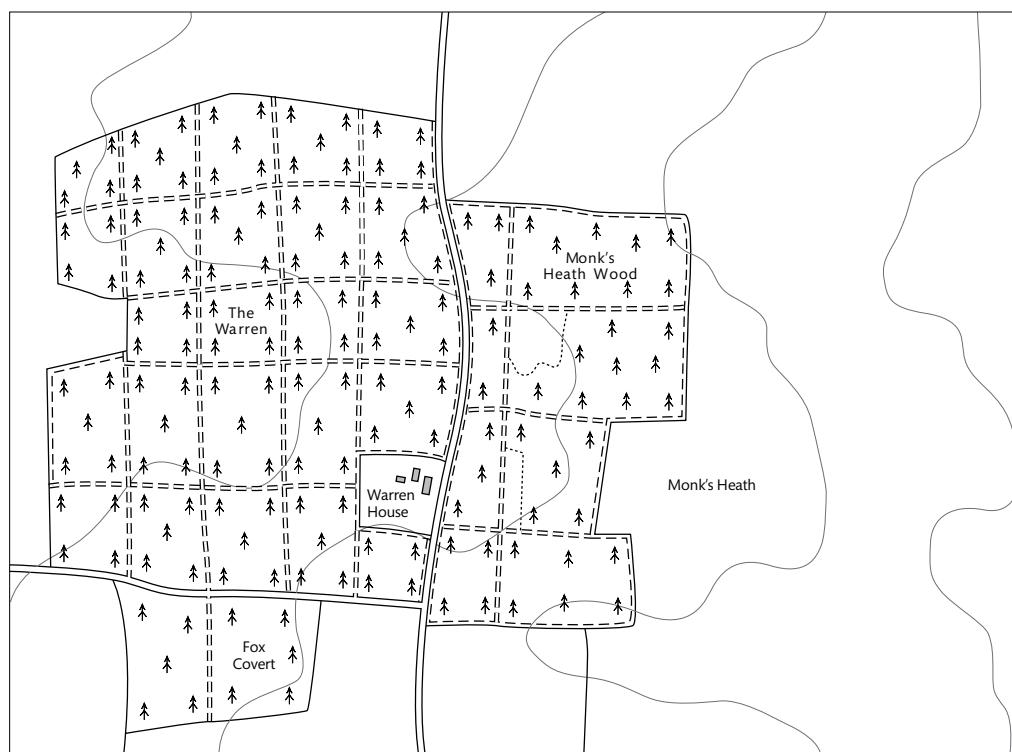 Monk's
Heath Wood
The
Warren
Warren
House
Monk's Heath
Fox
Covert